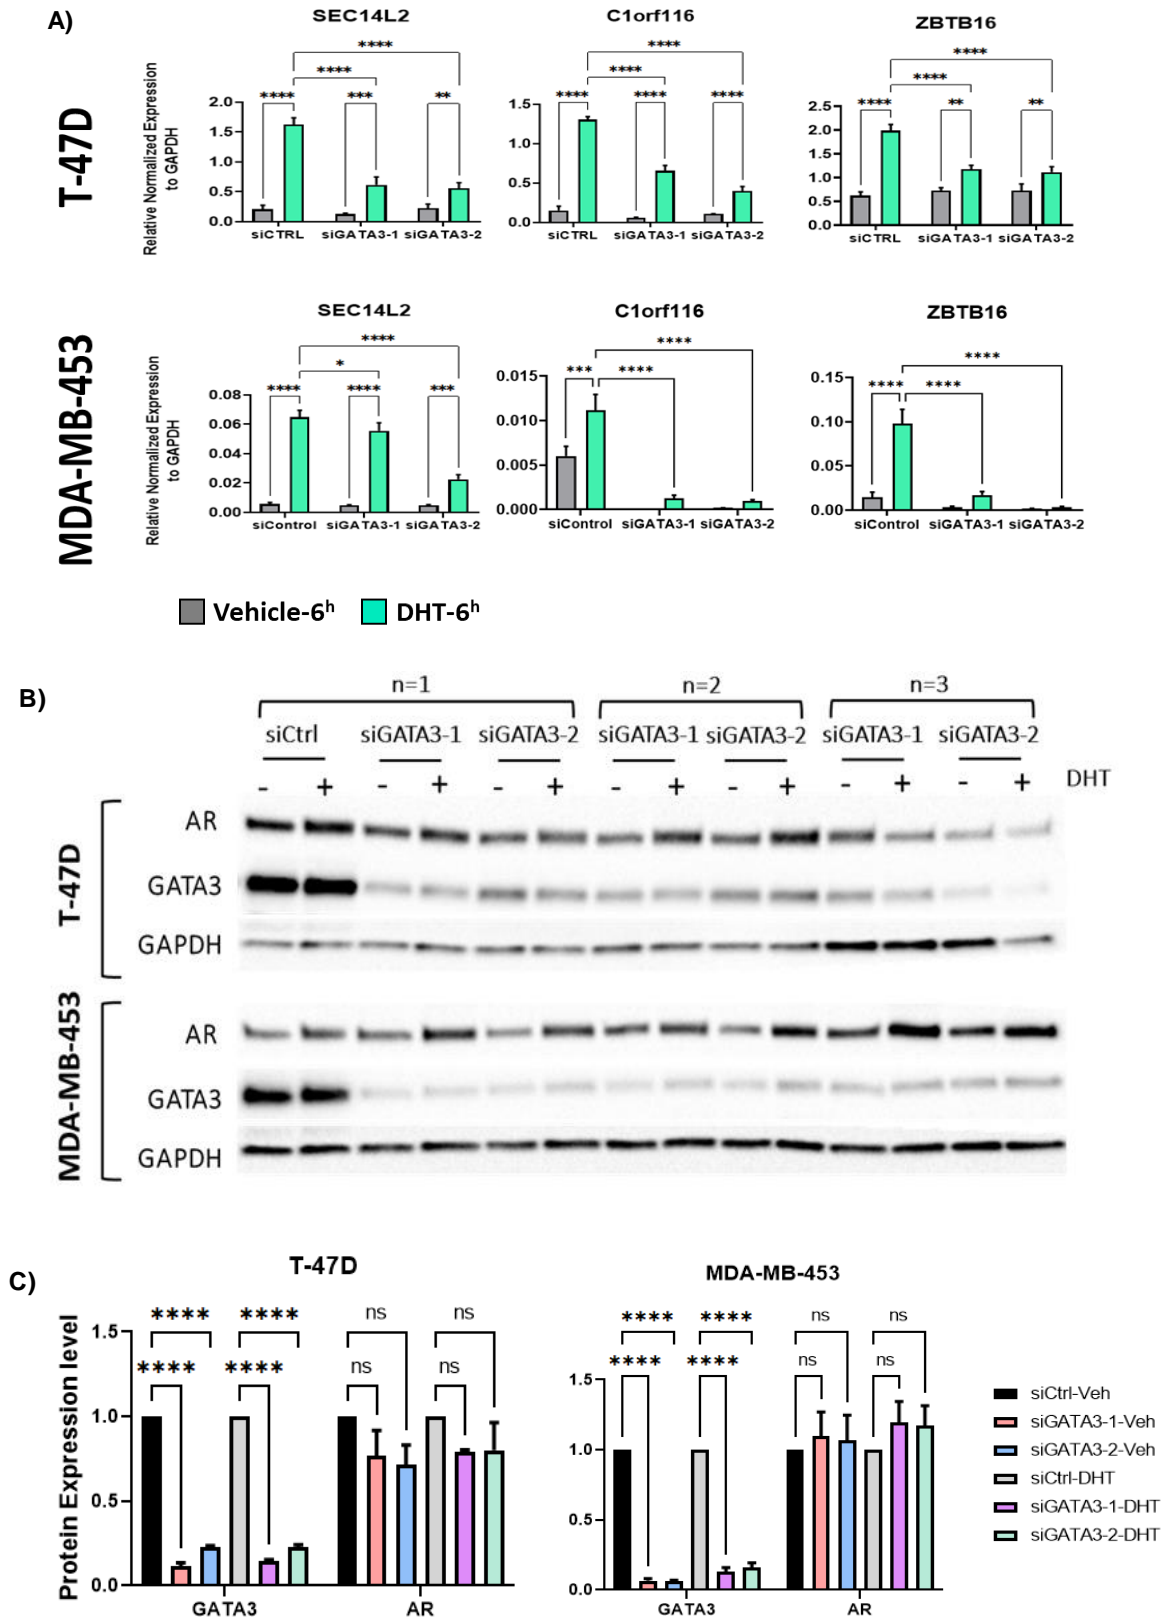 A)
T-47D
SEC14L2
C1orf116
ZBTB16
Relative Normalized Expression
to GAPDH
**** *** ** **** ****
2.0
1.5
1.0
0.5
0.0
siCTRL siGATA3-1 siGATA3-2
**** **** **** **** ****
1.5
1.0
0.5
0.0
siCTRL siGATA3-1 siGATA3-2
**** ** ** **** ****
2.5
2.0
1.5
1.0
0.5
0.0
siCTRL siGATA3-1 siGATA3-2
MDA-MB-453
SEC14L2
C1orf116
ZBTB16
Relative Normalized Expression
to GAPDH
**** **** *** * ****
0.08
0.06
0.04
0.02
0.00
siControl siGATA3-1 siGATA3-2
*** **** ****
0.015
0.010
0.005
0.000
siControl siGATA3-1 siGATA3-2
**** **** ****
0.15
0.10
0.05
0.00
siControl siGATA3-1 siGATA3-2
Vehicle-6h DHT-6h
B)
n=1 n=2 n=3
siCtrl siGATA3-1 siGATA3-2 siGATA3-1 siGATA3-2 siGATA3-1 siGATA3-2
- + - + - + - + - + - + - + DHT
T-47D
AR
GATA3
GAPDH
MDA-MB-453
AR
GATA3
GAPDH
C)
T-47D
Protein Expression level
**** **** ns ns
**** **** ns ns
1.5
1.0
0.5
0.0
GATA3 AR
MDA-MB-453
**** **** ns ns
**** **** ns ns
1.5
1.0
0.5
0.0
GATA3 AR
siCtrl-Veh
siGATA3-1-Veh
siGATA3-2-Veh
siCtrl-DHT
siGATA3-1-DHT
siGATA3-2-DHT